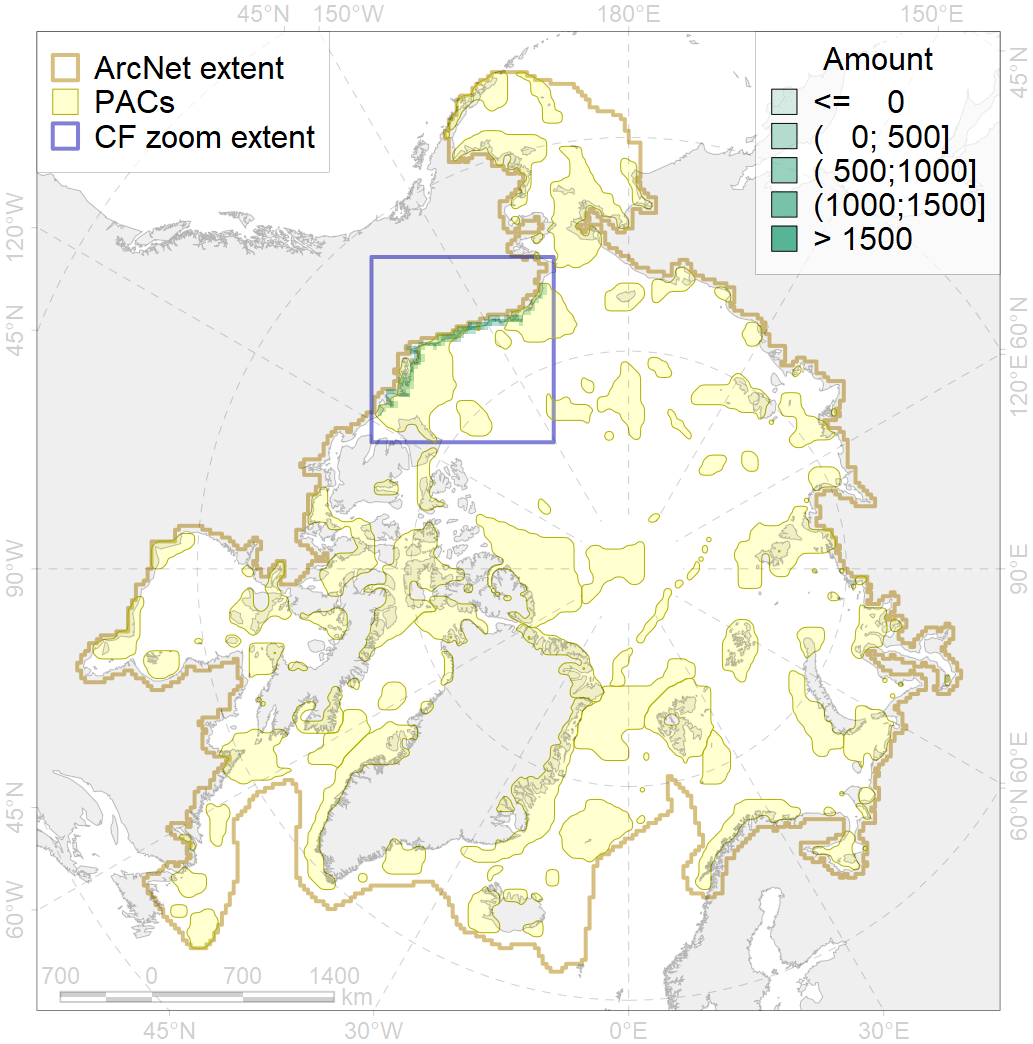 45°N 150°W 180°E 150°E
ArcNet extent
PACs
CF zoom extent
Amount
<= 0
( 0; 500]
( 500;1000]
(1000;1500]
> 1500
45°N
120°W
45°N
90°W
45°N
60°W
60°N
120°E
90°E
60°E
60°N
700 0 700 1400
km
45°N 30°W 0°E 30°E